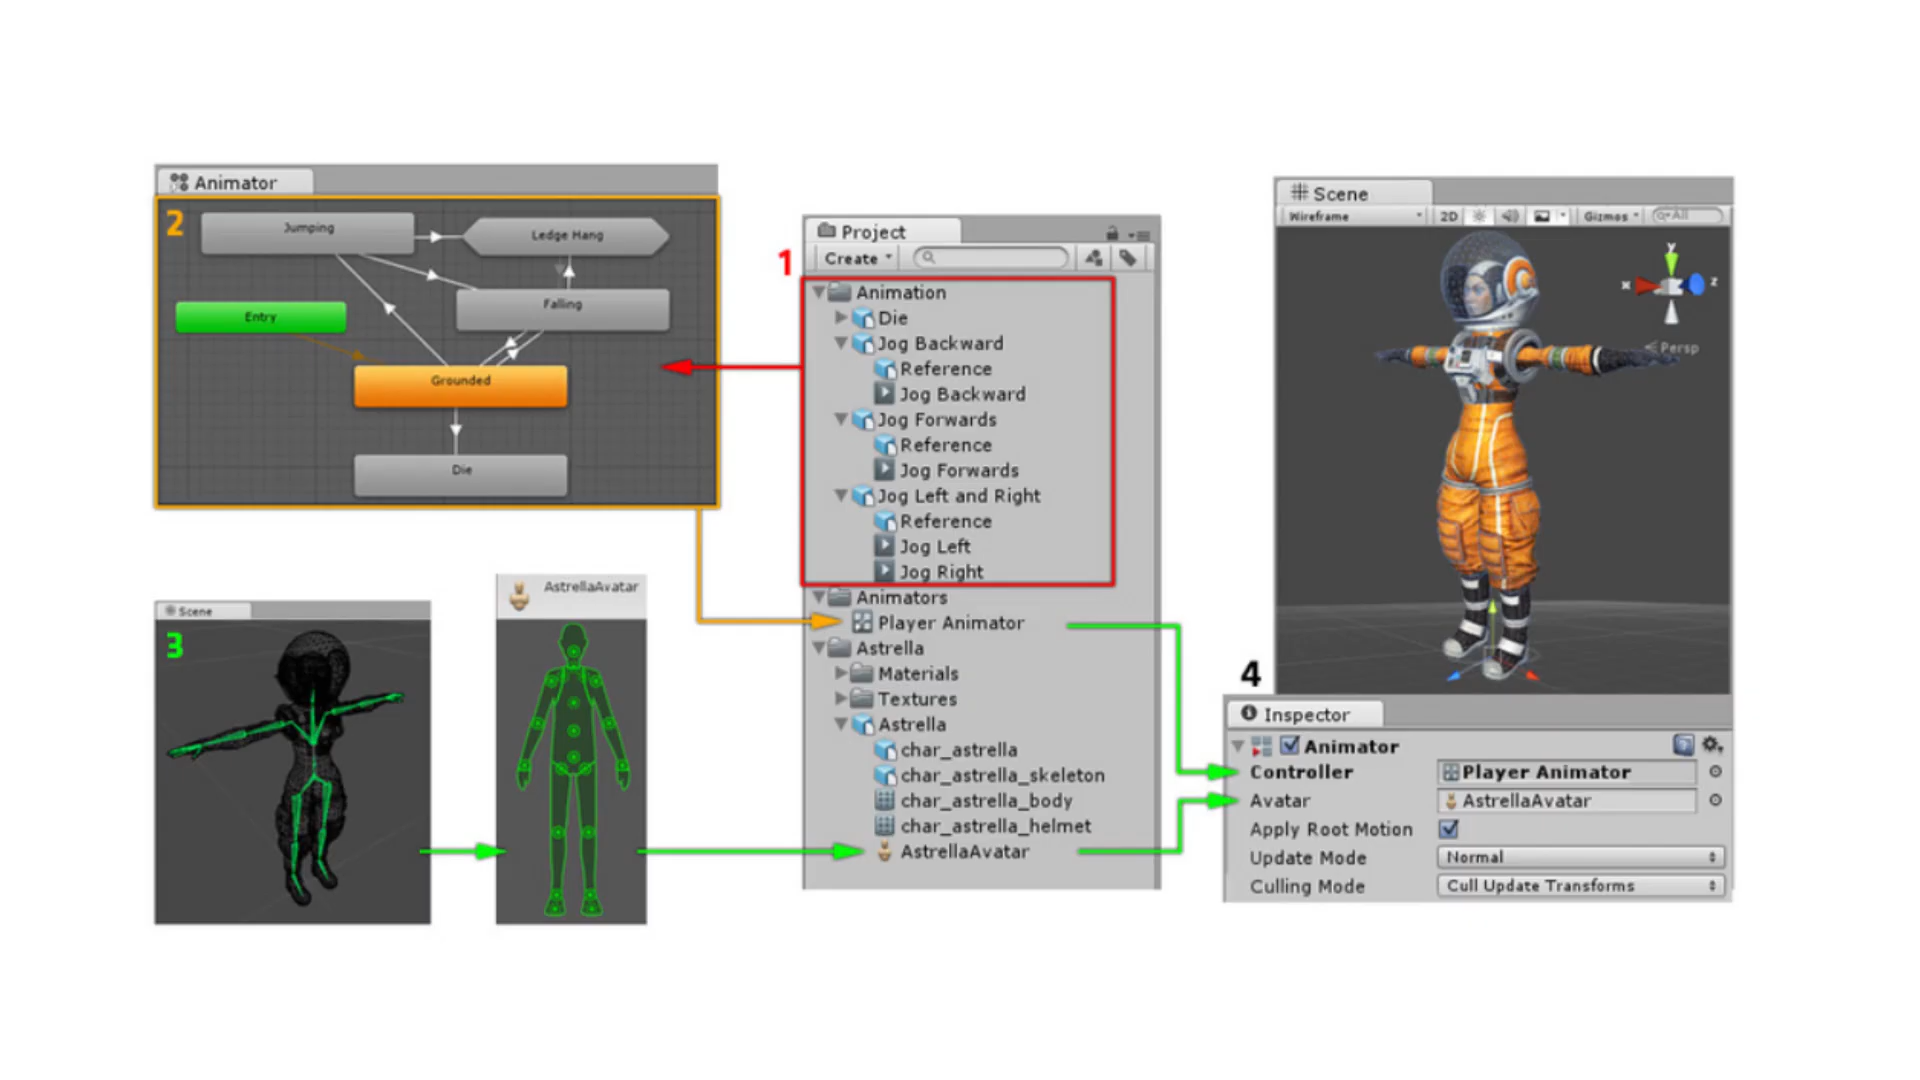 Animator
2
Jumping
Ledge Hang
Falling
Entry
Grounded
Die
Scene
3
AstrellaAvatar
1
Project
Create
Animation
Die
Jog Backward
Reference
Jog Backward
Jog Forwards
Reference
Jog Forwards
Jog Left and Right
Reference
Jog Left
Jog Right
Animators
Player Animator
Astrella
Materials
Textures
Astrella
char_astrella
char_astrella_skeleton
char_astrella_body
char_astrella_helmet
AstrellaAvatar
Scene
Wireframe 2D Gizmos All
y
x z
Persp
4
Inspector
Animator
Controller Player Animator
Avatar AstrellaAvatar
Apply Root Motion
Update Mode Normal
Culling Mode Cull Update Transforms